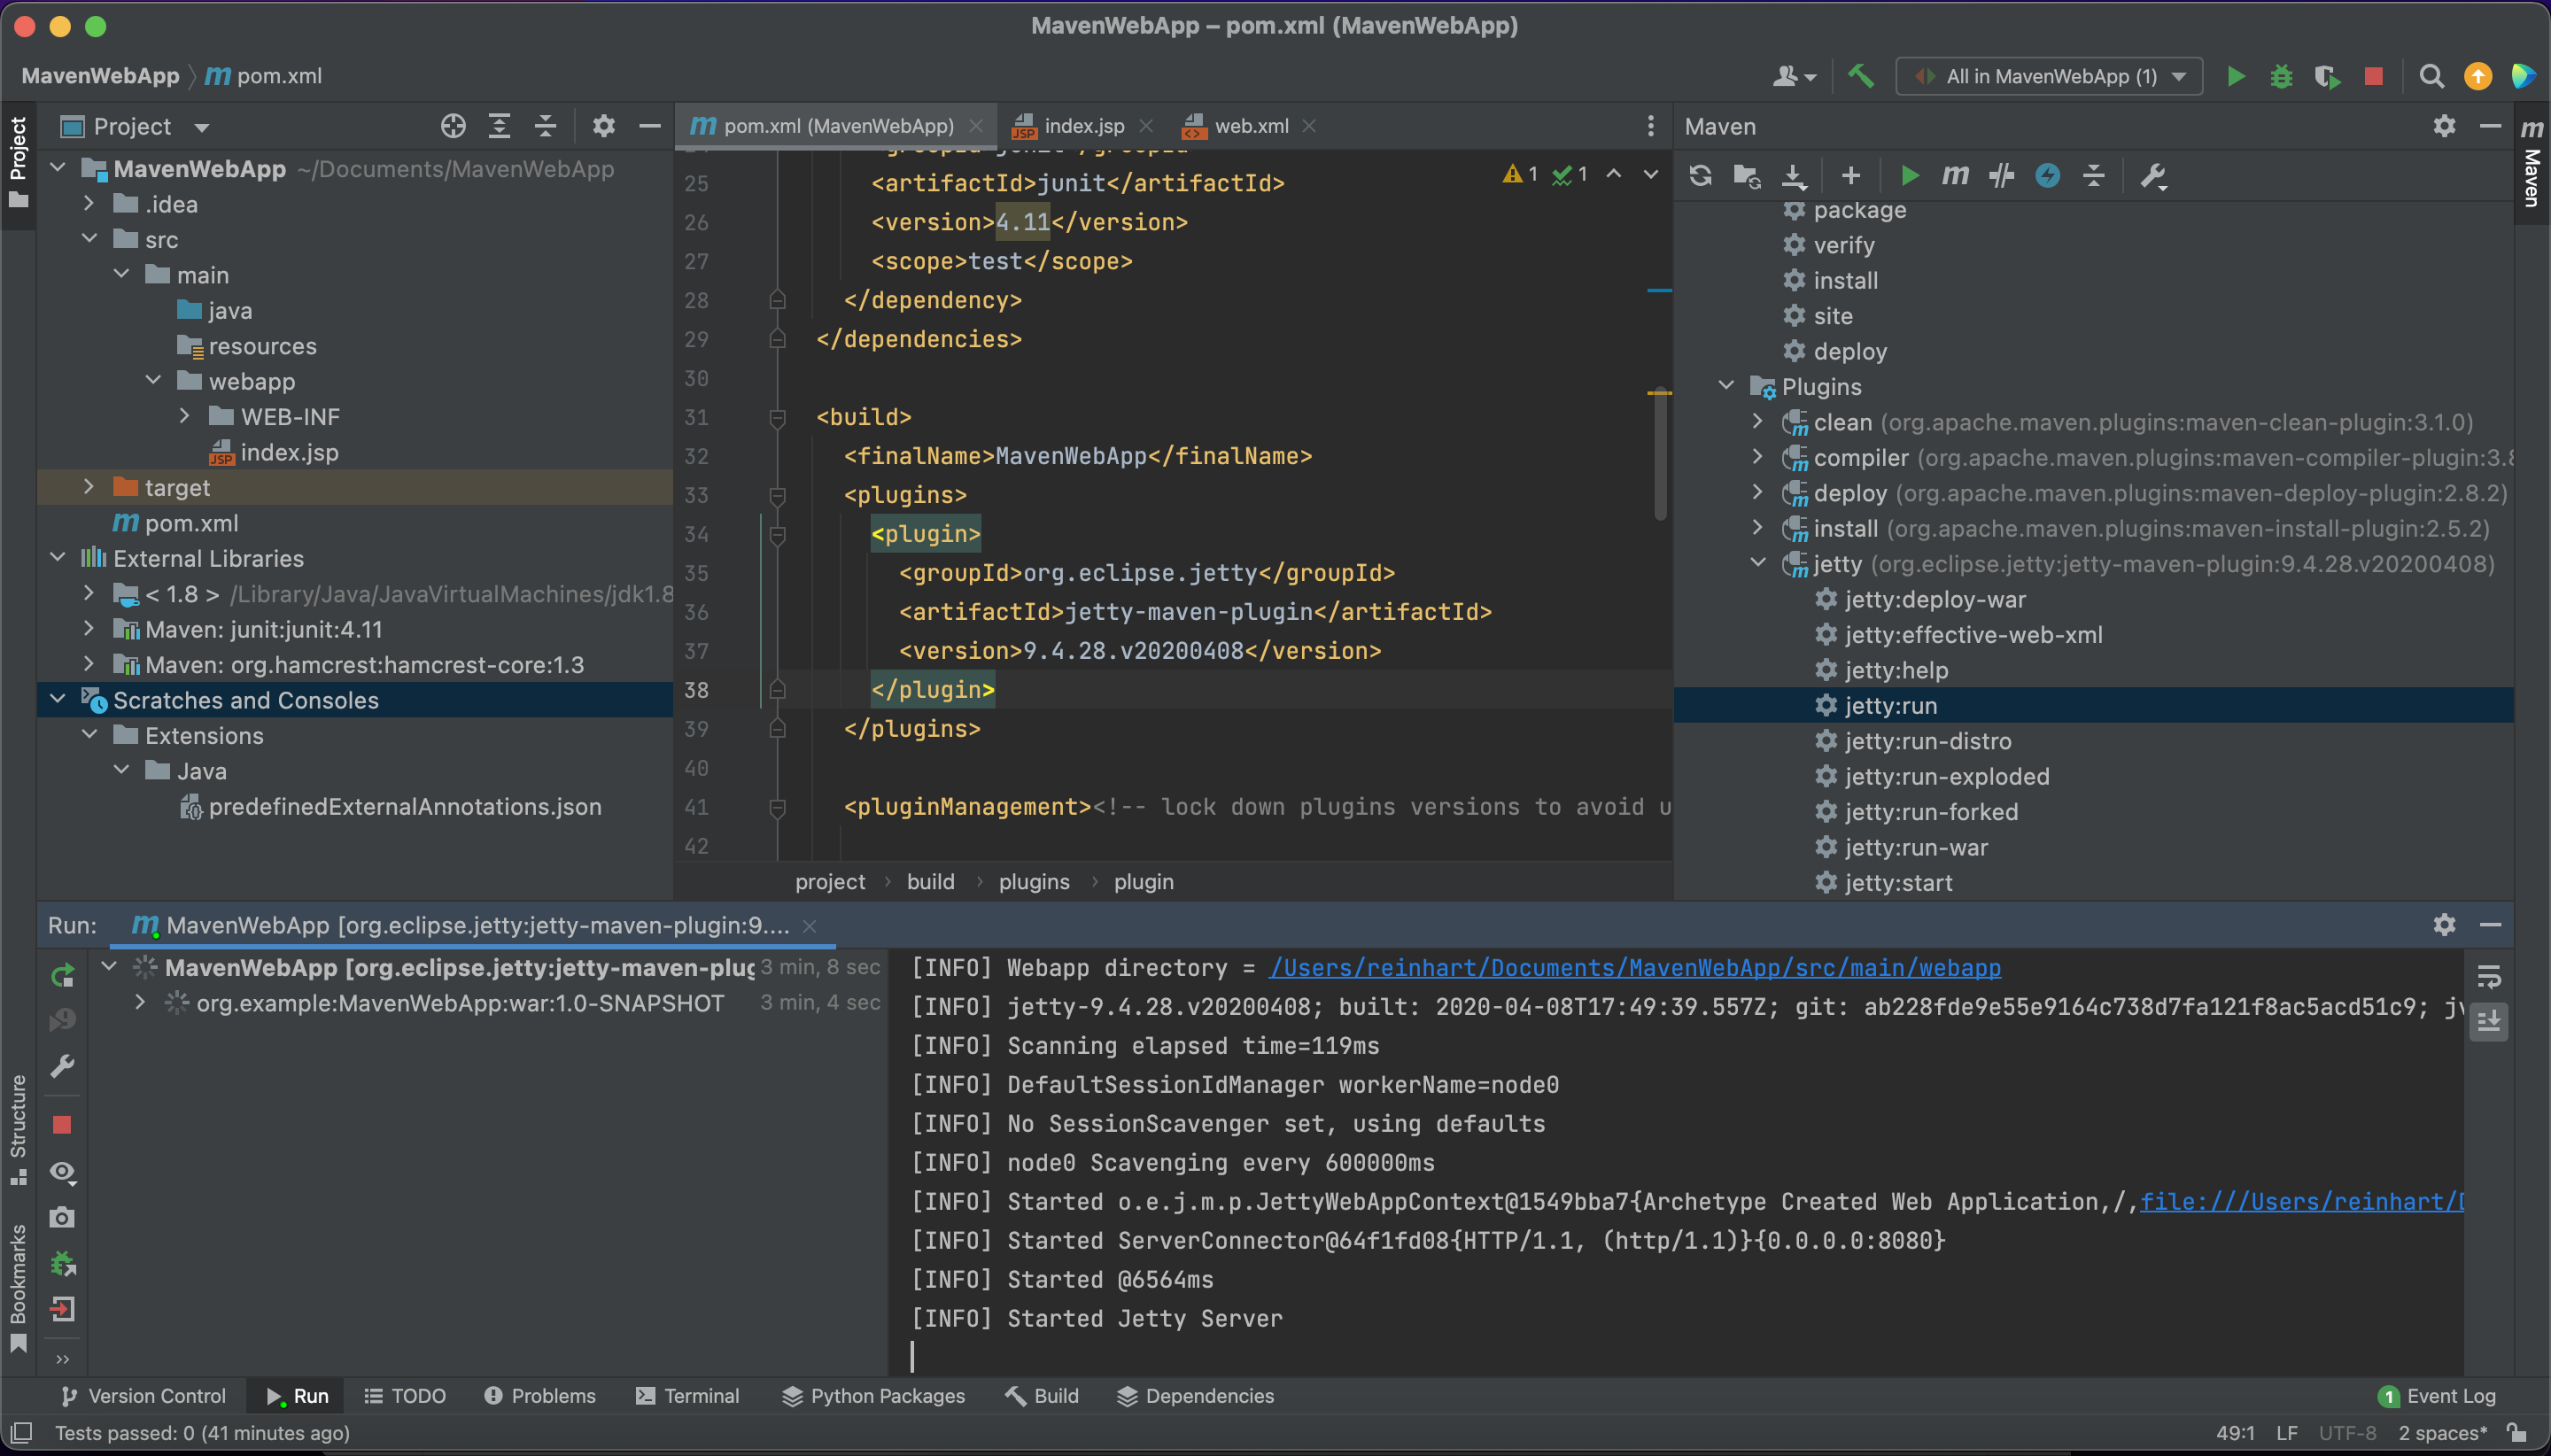 MavenWebApp – pom.xml (MavenWebApp)
MavenWebApp
pom.xml
All in MavenWebApp (1)
Project
Project
MavenWebApp ~/Documents/MavenWebApp
.idea
src
main
java
resources
webapp
WEB-INF
index.jsp
target
pom.xml
External Libraries
< 1.8 > /Library/Java/JavaVirtualMachines/jdk1.8
Maven: junit:junit:4.11
Maven: org.hamcrest:hamcrest-core:1.3
Scratches and Consoles
Extensions
Java
predefinedExternalAnnotations.json
pom.xml (MavenWebApp)
index.jsp
web.xml
1 1
25 <artifactId>junit</artifactId>
26 <version>4.11</version>
27 <scope>test</scope>
28 </dependency>
29 </dependencies>
30
31 <build>
32 <finalName>MavenWebApp</finalName>
33 <plugins>
34 <plugin>
35 <groupId>org.eclipse.jetty</groupId>
36 <artifactId>jetty-maven-plugin</artifactId>
37 <version>9.4.28.v20200408</version>
38 </plugin>
39 </plugins>
40
41 <pluginManagement><!-- lock down plugins versions to avoid u
42
project › build › plugins › plugin
Maven
Maven
package
verify
install
site
deploy
Plugins
clean (org.apache.maven.plugins:maven-clean-plugin:3.1.0)
compiler (org.apache.maven.plugins:maven-compiler-plugin:3.8
deploy (org.apache.maven.plugins:maven-deploy-plugin:2.8.2)
install (org.apache.maven.plugins:maven-install-plugin:2.5.2)
jetty (org.eclipse.jetty:jetty-maven-plugin:9.4.28.v20200408)
jetty:deploy-war
jetty:effective-web-xml
jetty:help
jetty:run
jetty:run-distro
jetty:run-exploded
jetty:run-forked
jetty:run-war
jetty:start
Run:
MavenWebApp [org.eclipse.jetty:jetty-maven-plugin:9....
MavenWebApp [org.eclipse.jetty:jetty-maven-plug 3 min, 8 sec
org.example:MavenWebApp:war:1.0-SNAPSHOT 3 min, 4 sec
[INFO] Webapp directory = /Users/reinhart/Documents/MavenWebApp/src/main/webapp
[INFO] jetty-9.4.28.v20200408; built: 2020-04-08T17:49:39.557Z; git: ab228fde9e55e9164c738d7fa121f8ac5acd51c9; jv
[INFO] Scanning elapsed time=119ms
[INFO] DefaultSessionIdManager workerName=node0
[INFO] No SessionScavenger set, using defaults
[INFO] node0 Scavenging every 600000ms
[INFO] Started o.e.j.m.p.JettyWebAppContext@1549bba7{Archetype Created Web Application,/,file:///Users/reinhart/D
[INFO] Started ServerConnector@64f1fd08{HTTP/1.1, (http/1.1)}{0.0.0.0:8080}
[INFO] Started @6564ms
[INFO] Started Jetty Server
Structure
Bookmarks
Version Control
Run
TODO
Problems
Terminal
Python Packages
Build
Dependencies
1 Event Log
Tests passed: 0 (41 minutes ago)
49:1 LF UTF-8 2 spaces*